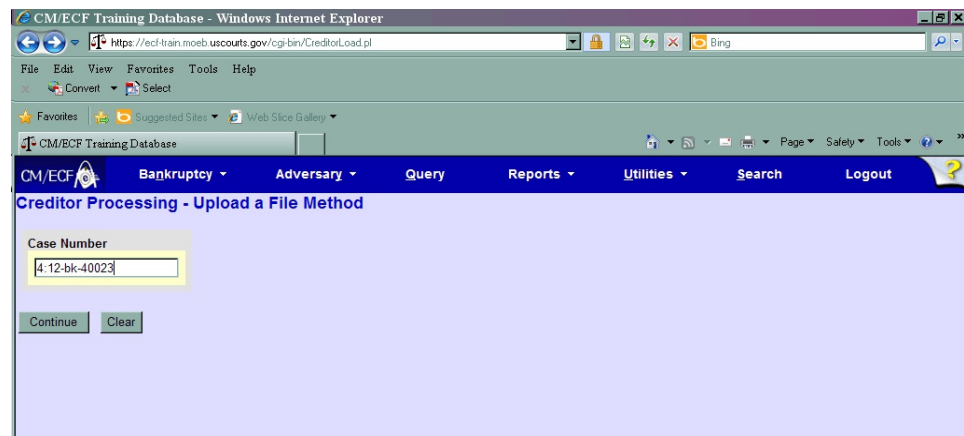 CM/ECF Training Database - Windows Internet Explorer
https://ecf-train.moeb.uscourts.gov/cgi-bin/CreditorLoad.pl
Bing
File Edit View Favorites Tools Help
x Convert Select
Favorites Suggested Sites Web Slice Gallery
CM/ECF Training Database
Page Safety Tools »
CM/ECF Bankruptcy Adversary Query Reports Utilities Search Logout ?
Creditor Processing - Upload a File Method
Case Number
4:12-bk-40023
Continue Clear